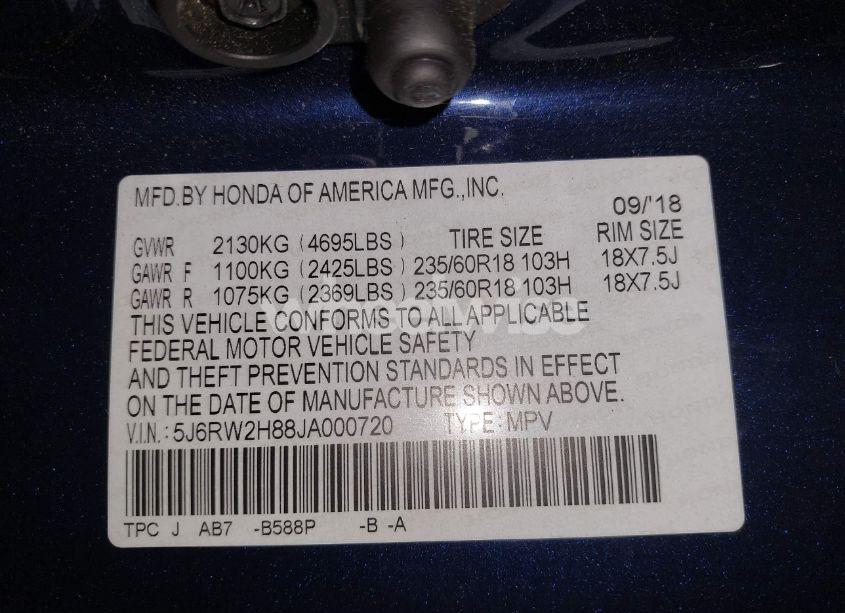 MFD.BY HONDA OF AMERICA MFG.,INC.
09/'18
GVWR 2130KG (4695LBS) TIRE SIZE RIM SIZE
GAWR F 1100KG (2425LBS) 235/60R18 103H 18X7.5J
GAWR R 1075KG (2369LBS) 235/60R18 103H 18X7.5J
THIS VEHICLE CONFORMS TO ALL APPLICABLE
FEDERAL MOTOR VEHICLE SAFETY
AND THEFT PREVENTION STANDARDS IN EFFECT
ON THE DATE OF MANUFACTURE SHOWN ABOVE.
V.I.N.: 5J6RW2H88JA000720 TYPE: MPV
TPC J AB7 -B588P -B -A